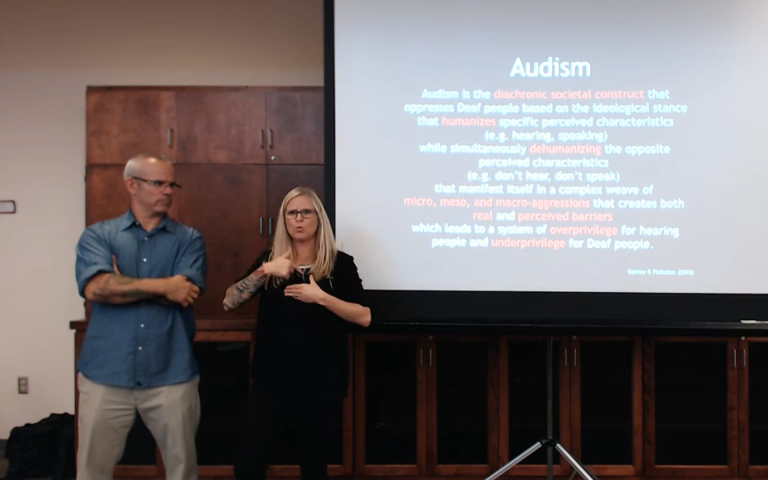 Audism
Audism is the diachronic societal construct that
oppresses Deaf people based on the ideological stance
that humanizes specific perceived characteristics
(e.g. hearing, speaking)
while simultaneously dehumanizing the opposite
perceived characteristics
(e.g. don't hear, don't speak)
that manifest itself in a complex weave of
micro, meso, and macro-aggressions that creates both
real and perceived barriers
which leads to a system of overprivilege for hearing
people and underprivilege for Deaf people.